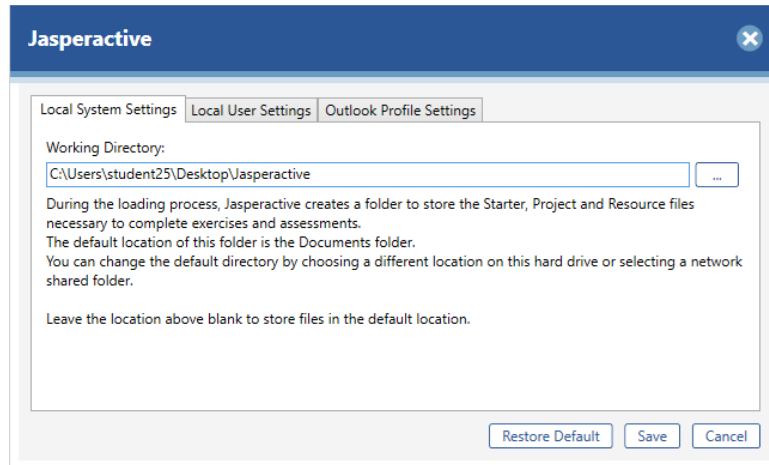 Jasperactive
Local System Settings Local User Settings Outlook Profile Settings
Working Directory:
C:\Users\student25\Desktop\Jasperactive ...
During the loading process, Jasperactive creates a folder to store the Starter, Project and Resource files
necessary to complete exercises and assessments.
The default location of this folder is the Documents folder.
You can change the default directory by choosing a different location on this hard drive or selecting a network
shared folder.
Leave the location above blank to store files in the default location.
Restore Default Save Cancel